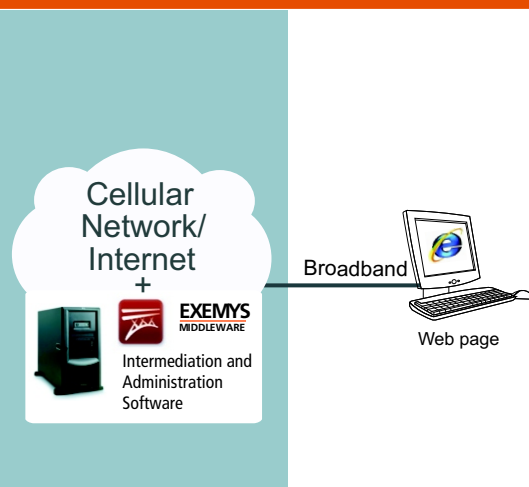 Cellular
Network/
Internet
+
EXEMYS
MIDDLEWARE
Intermediation and
Administration
Software
Broadband
Web page